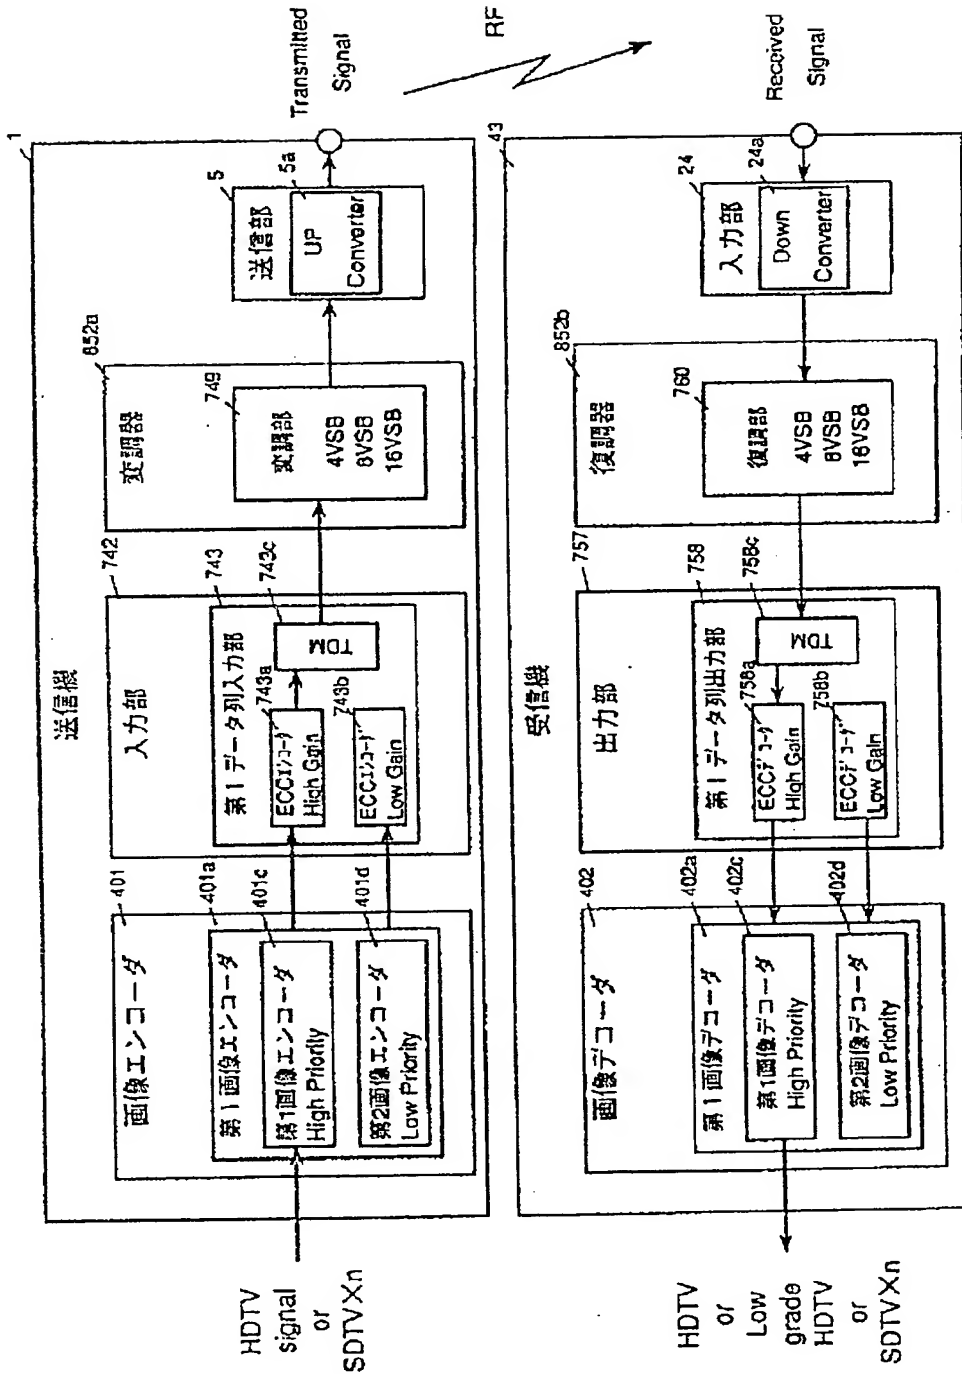 1
送信機
HDTV
signal
or
SDTV×n
401
画像エンコーダ
401a
第1画像エンコーダ
401c
第1画像エンコーダ
High Priority
401d
第2画像エンコーダ
Low Priority
742
入力部
743
第1データ列入力部
743a
ECCエンコーダ
High Gain
743b
ECCエンコーダ
Low Gain
743c
TDM
852a
変調器
749
変調部
4VSB
8VSB
16VSB
5
送信部
5a
UP
Converter
Transmitted
Signal
RF
43
受信機
Received
Signal
24
入力部
24a
Down
Converter
852b
復調器
760
復調部
4VSB
8VSB
16VSB
757
出力部
758
第1データ列出力部
758a
ECCデコーダ
High Gain
758b
ECCデコーダ
Low Gain
758c
TDM
402
画像デコーダ
402a
第1画像デコーダ
402c
第1画像デコーダ
High Priority
402d
第2画像デコーダ
Low Priority
HDTV
or Low
grade
HDTV
or
SDTV×n